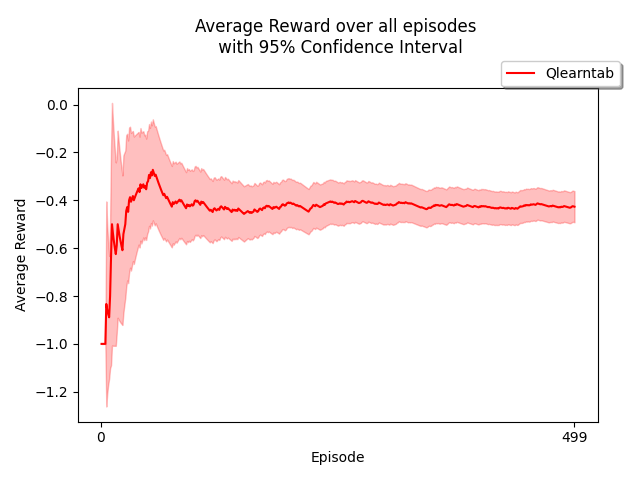 Average Reward over all episodes
with 95% Confidence Interval
Qlearntab
0.0
−0.2
−0.4
−0.6
−0.8
−1.0
−1.2
Average Reward
0
499
Episode